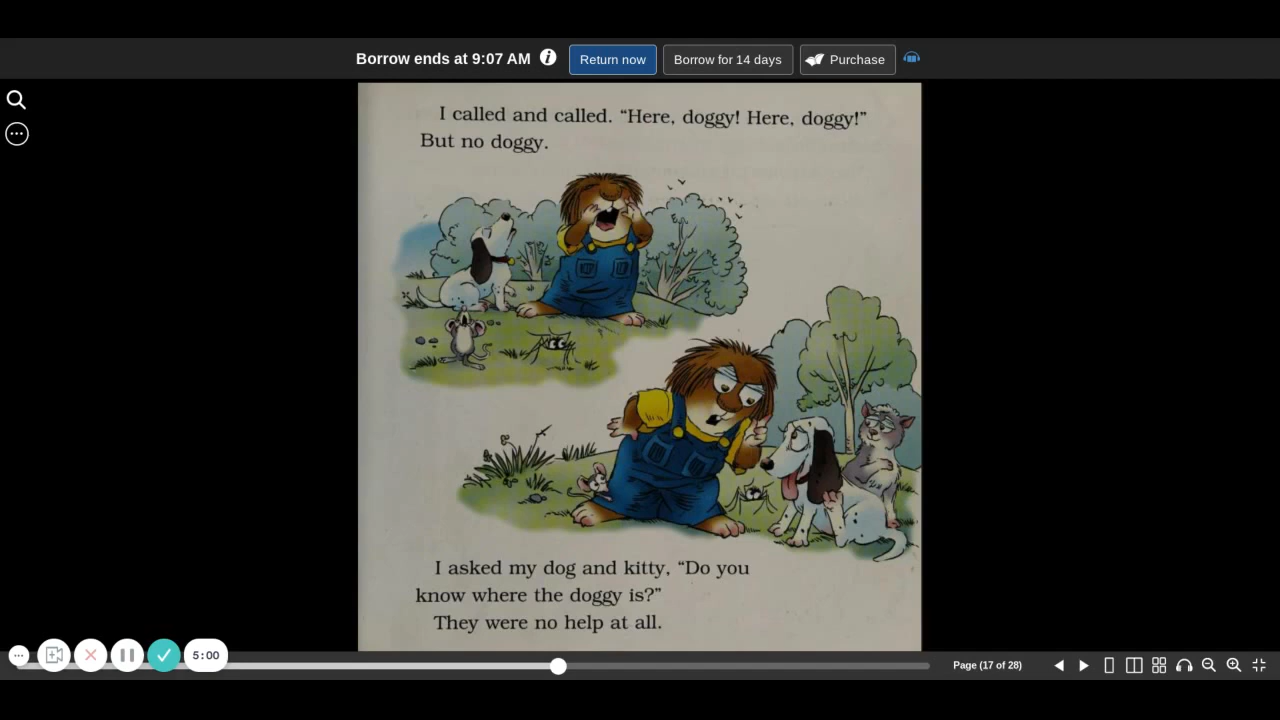 Borrow ends at 9:07 AM
Return now
Borrow for 14 days
Purchase
I called and called. “Here, doggy! Here, doggy!”
But no doggy.
I asked my dog and kitty, “Do you
know where the doggy is?”
They were no help at all.
5:00
Page (17 of 28)